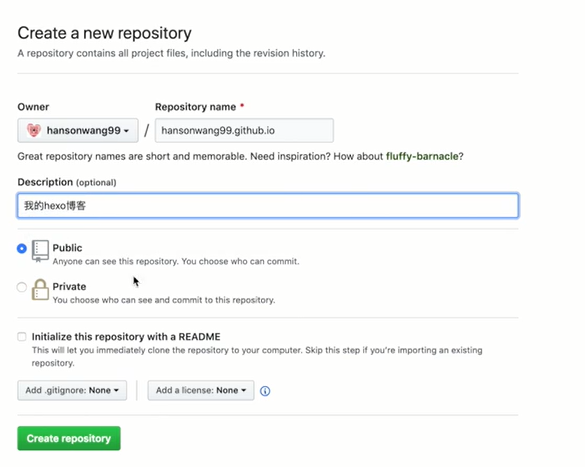 Create a new repository
A repository contains all project files, including the revision history.
Owner
Repository name *
hansonwang99
/
hansonwang99.github.io
Great repository names are short and memorable. Need inspiration? How about fluffy-barnacle?
Description (optional)
我的hexo博客
Public
Anyone can see this repository. You choose who can commit.
Private
You choose who can see and commit to this repository.
Initialize this repository with a README
This will let you immediately clone the repository to your computer. Skip this step if you're importing an existing
repository.
Add .gitignore: None
Add a license: None
Create repository